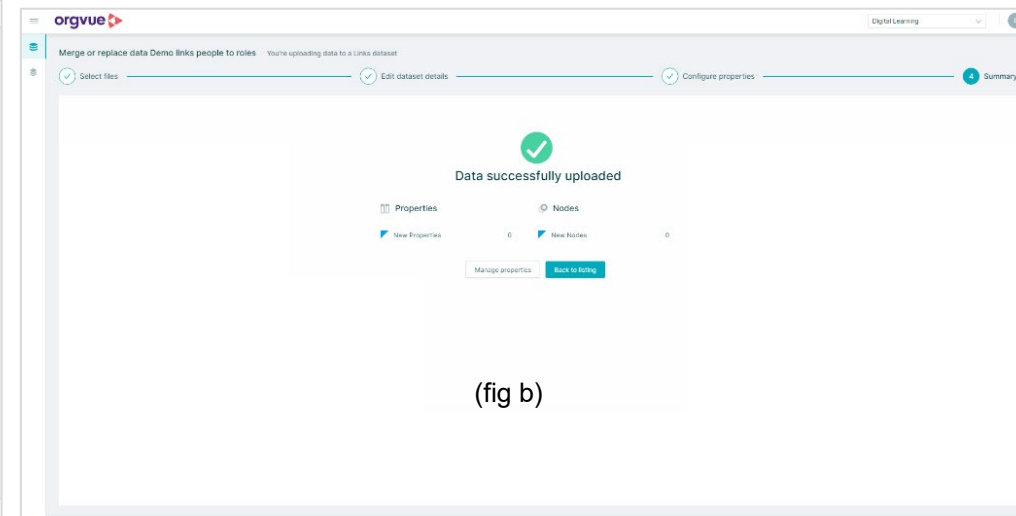 orgvue
Digital Learning
Merge or replace data Demo links people to roles You're uploading data to a Links dataset
Select files Edit dataset details Configure properties 4 Summary
Data successfully uploaded
Properties Nodes
New Properties 0 New Nodes 0
Manage properties Back to listing
(fig b)